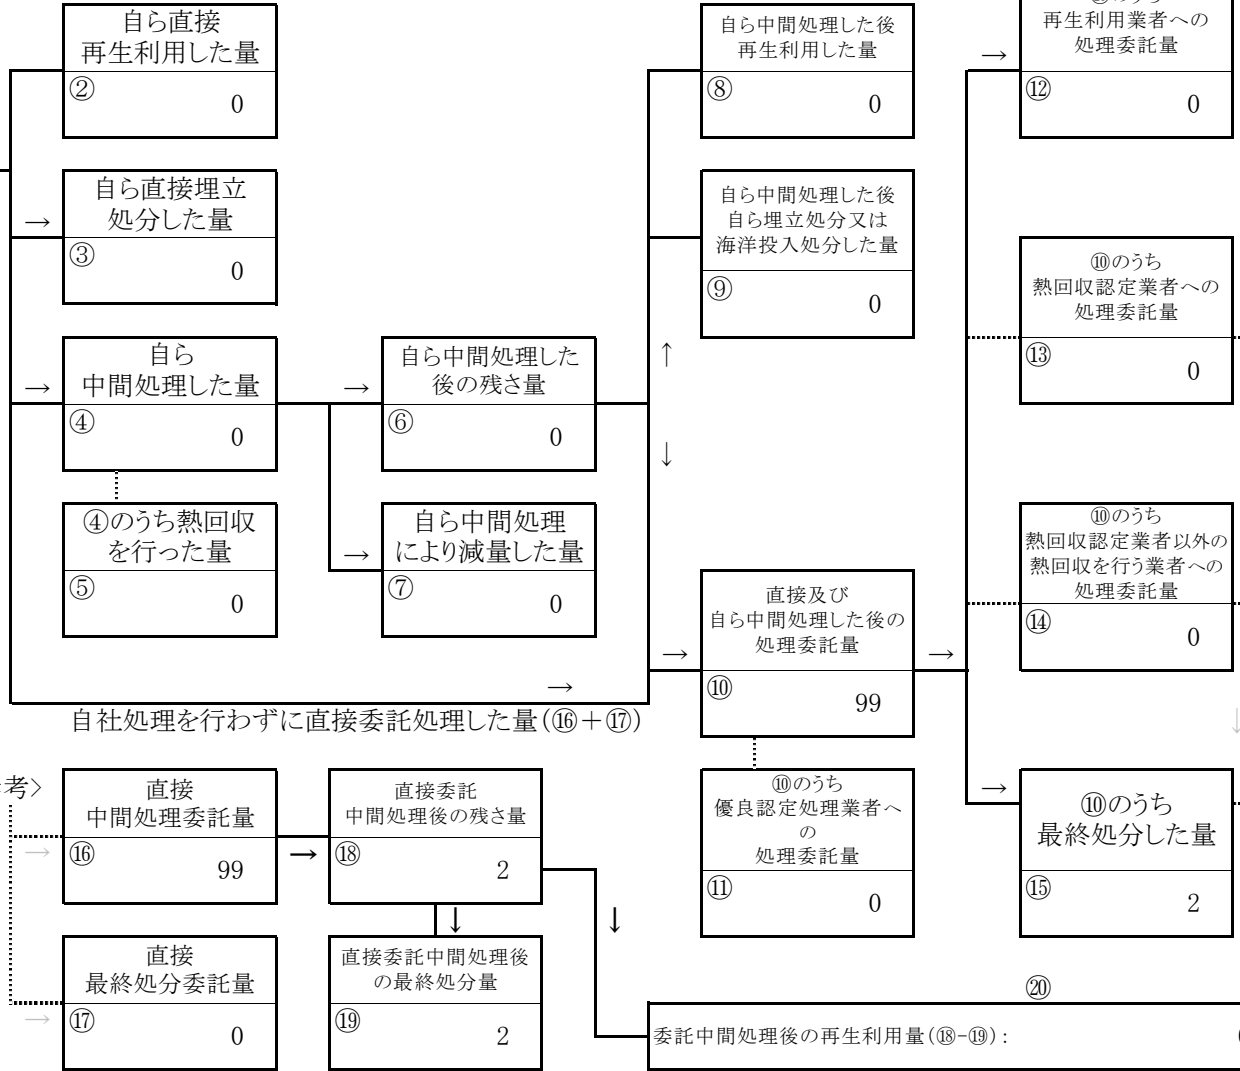 自ら直接
再生利用した量
②
0
自ら直接埋立
処分した量
→
③
0
自ら
中間処理した量
→
④
0
④のうち熱回収
を行った量
⑤
0
→
自ら中間処理した
後の残さ量
⑥
0
→
自ら中間処理
により減量した量
⑦
0
自ら中間処理した後
再生利用した量
⑧
0
自ら中間処理した後
自ら埋立処分又は
海洋投入処分した量
⑨
0
↑
↓
→
自社処理を行わずに直接委託処理した量(⑯+⑰)
→
直接及び
自ら中間処理した後の
処理委託量
⑩
99
⑩のうち
優良認定処理業者へ
の
処理委託量
⑪
0
→
→
再生利用業者への
処理委託量
⑫
0
⑩のうち
熱回収認定業者への
処理委託量
⑬
0
⑩のうち
熱回収認定業者以外の
熱回収を行う業者への
処理委託量
⑭
0
↓
→
⑩のうち
最終処分した量
⑮
2
考>
→
直接
中間処理委託量
⑯
99
→
直接
最終処分委託量
⑰
0
→
直接委託
中間処理後の残さ量
⑱
2
↓
直接委託中間処理後
の最終処分量
⑲
2
↓
⑳
委託中間処理後の再生利用量(⑱-⑲):